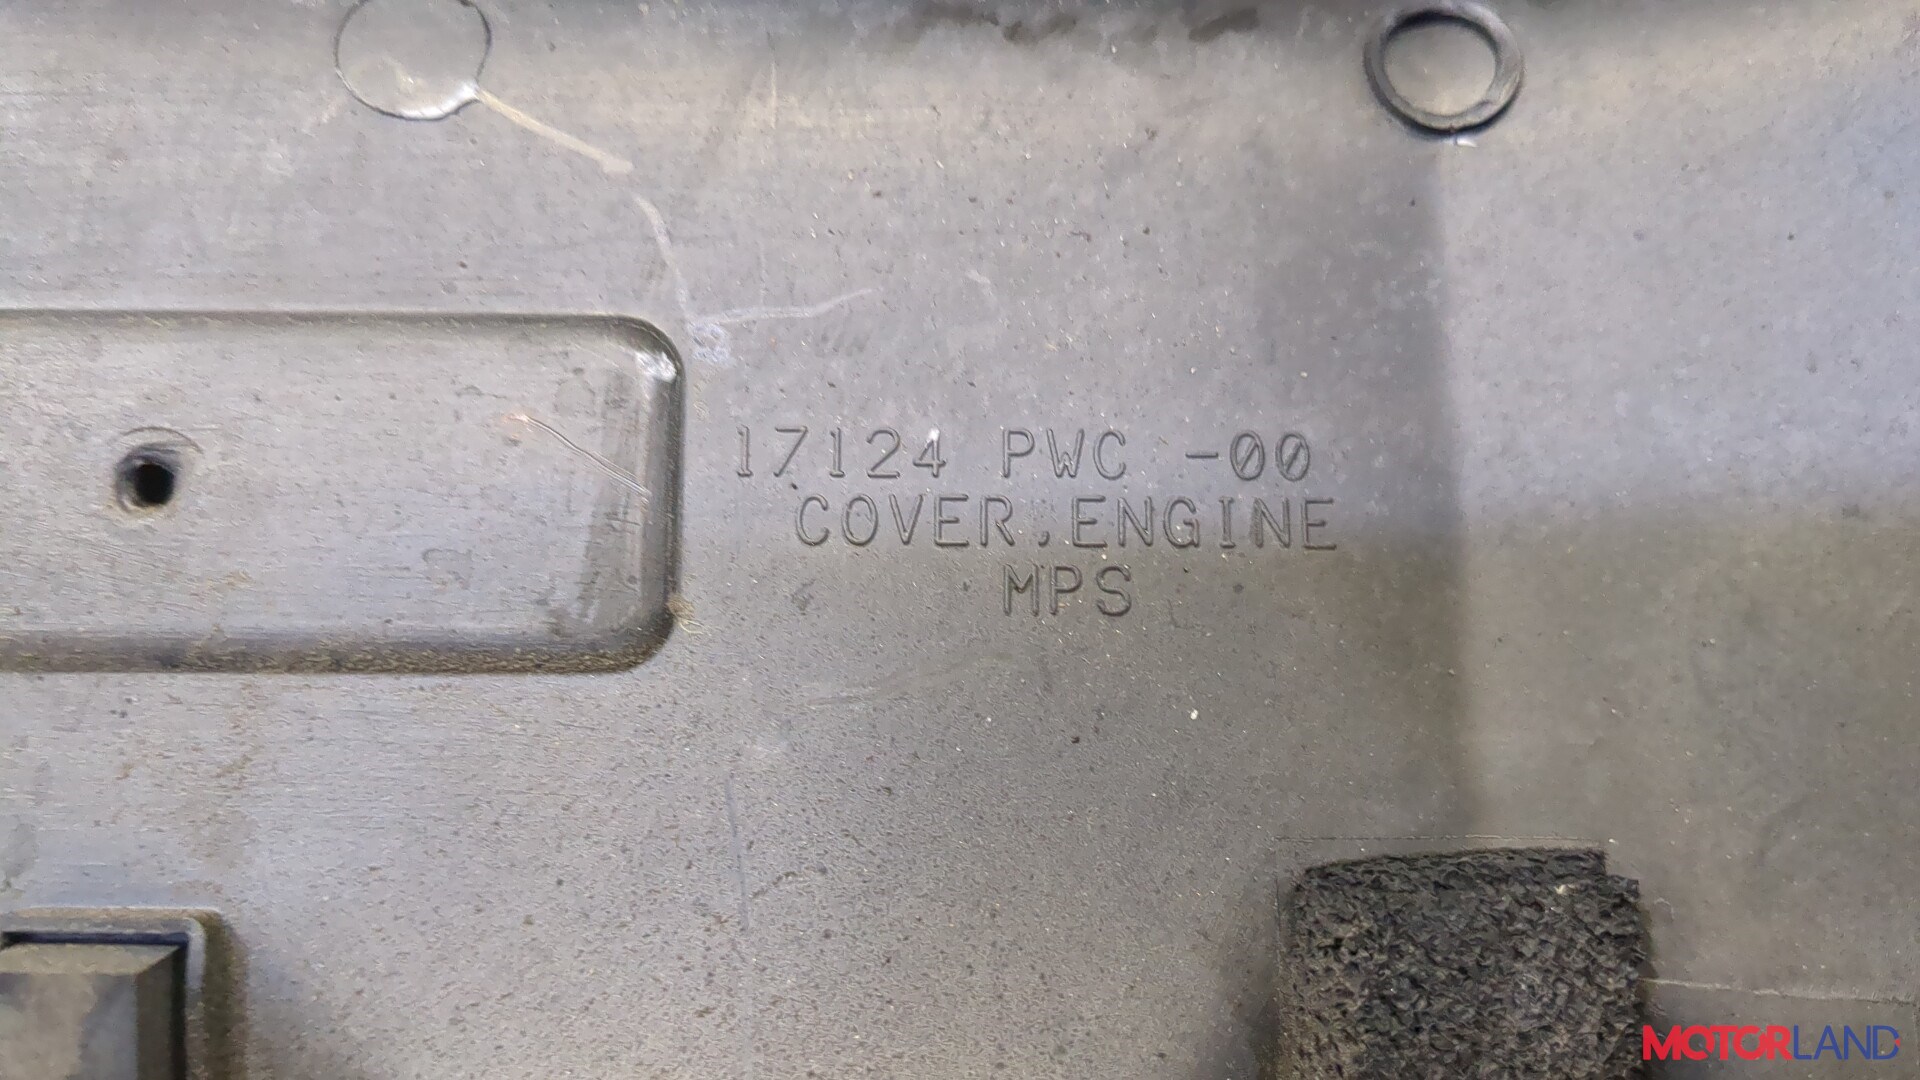 17124 PWC -00
COVER,ENGINE
MPS
MOTORLAND